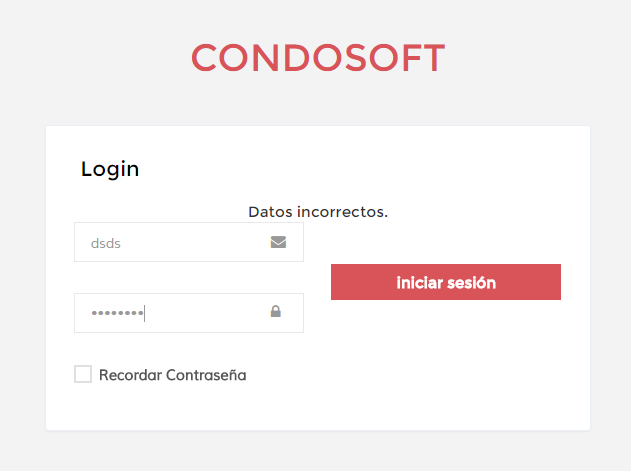 CONDOSOFT
Login
Datos incorrectos.
dsds
iniciar sesión
••••••••
Recordar Contraseña